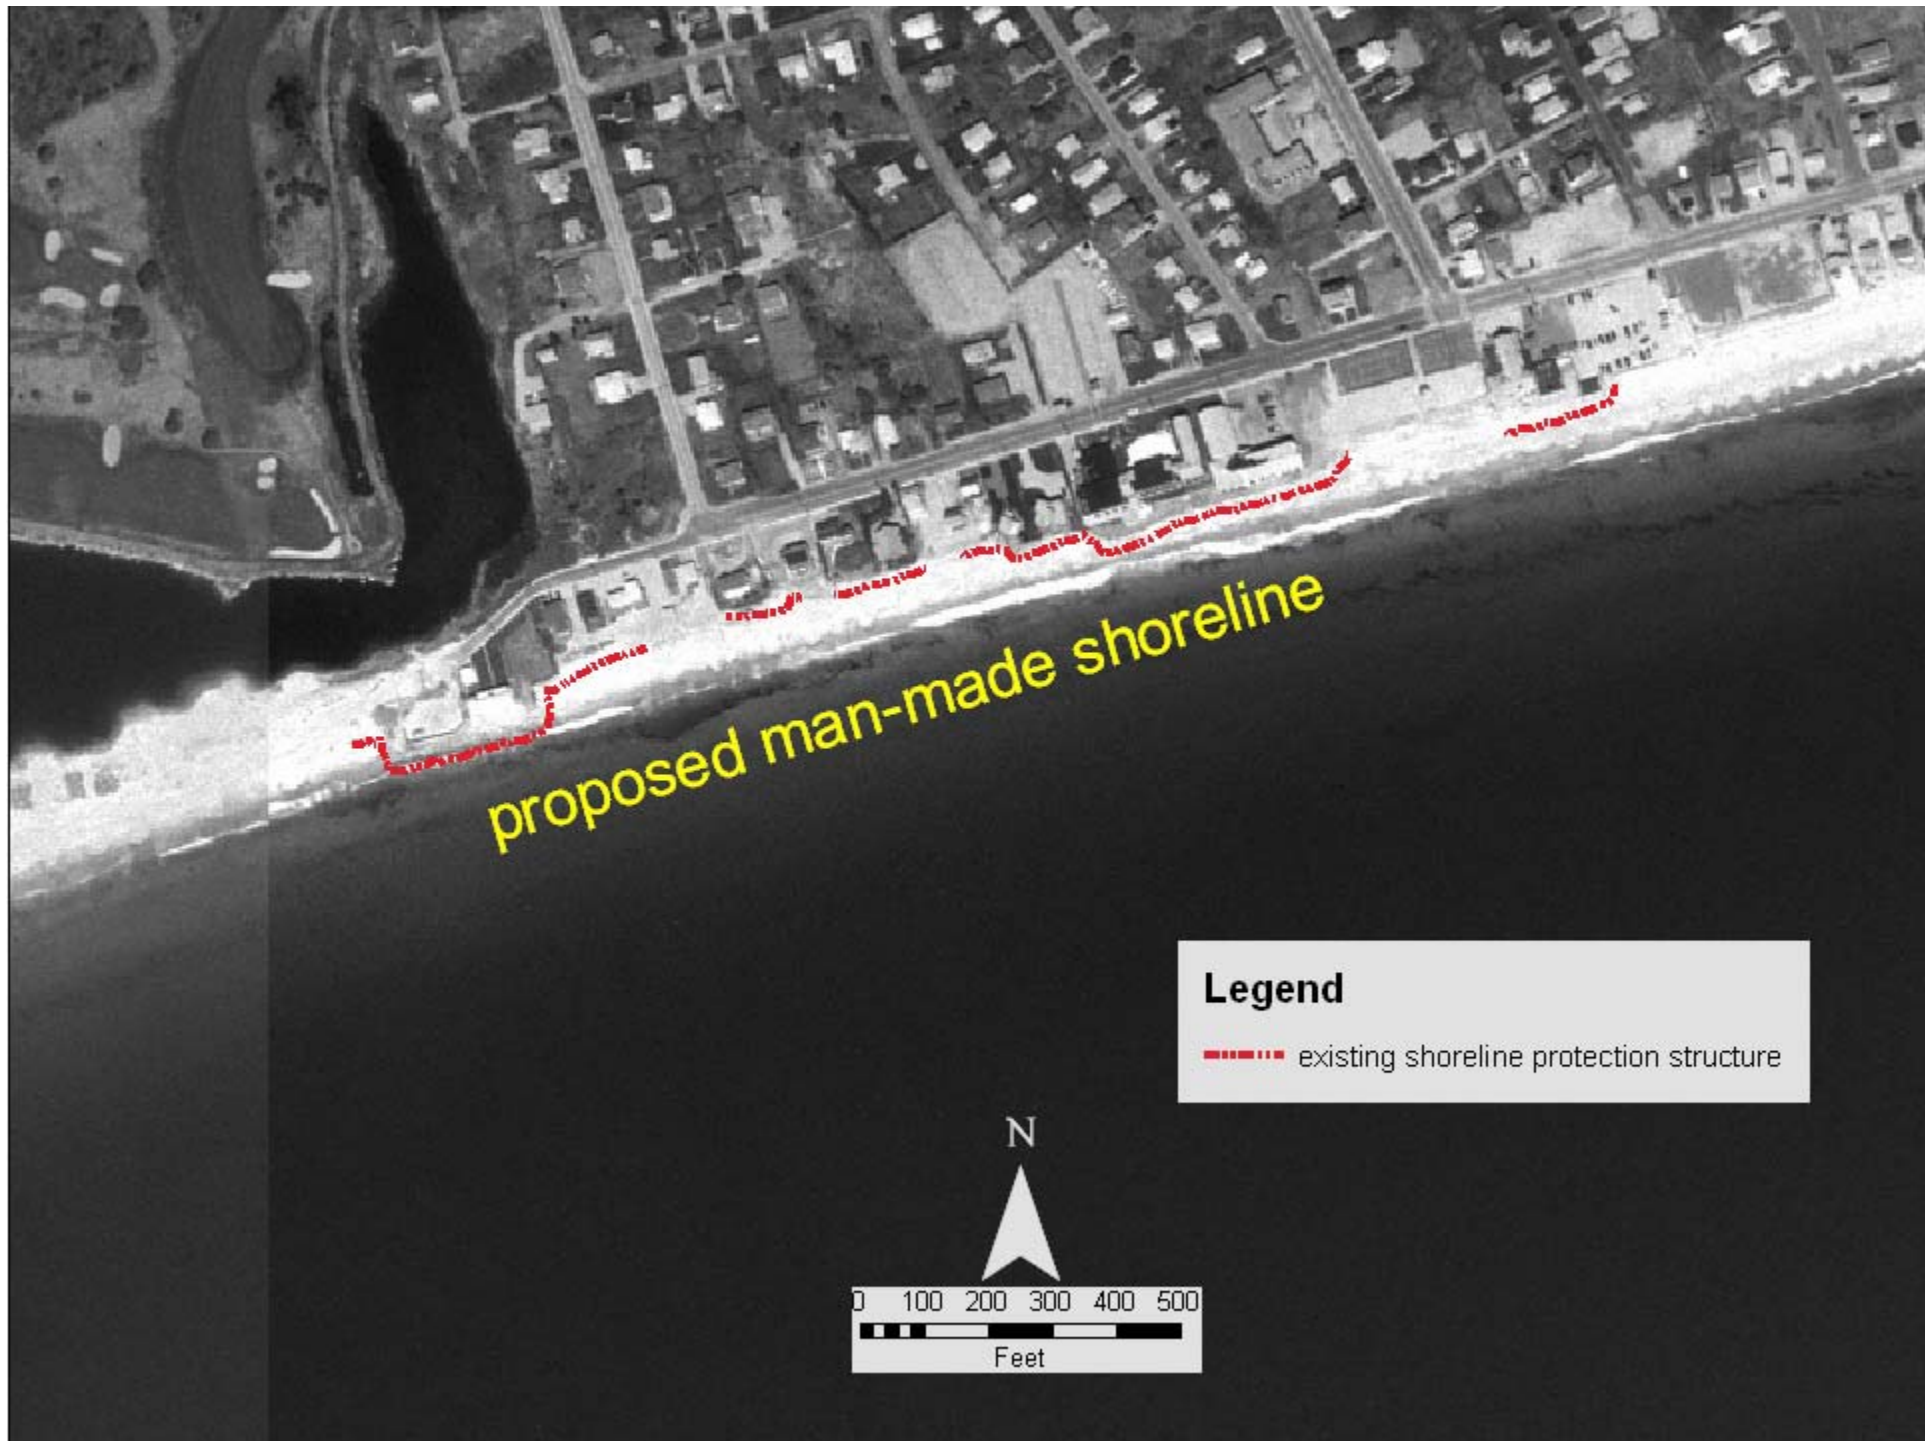 proposed man-made shoreline
Legend
existing shoreline protection structure
N
0 100 200 300 400 500
Feet